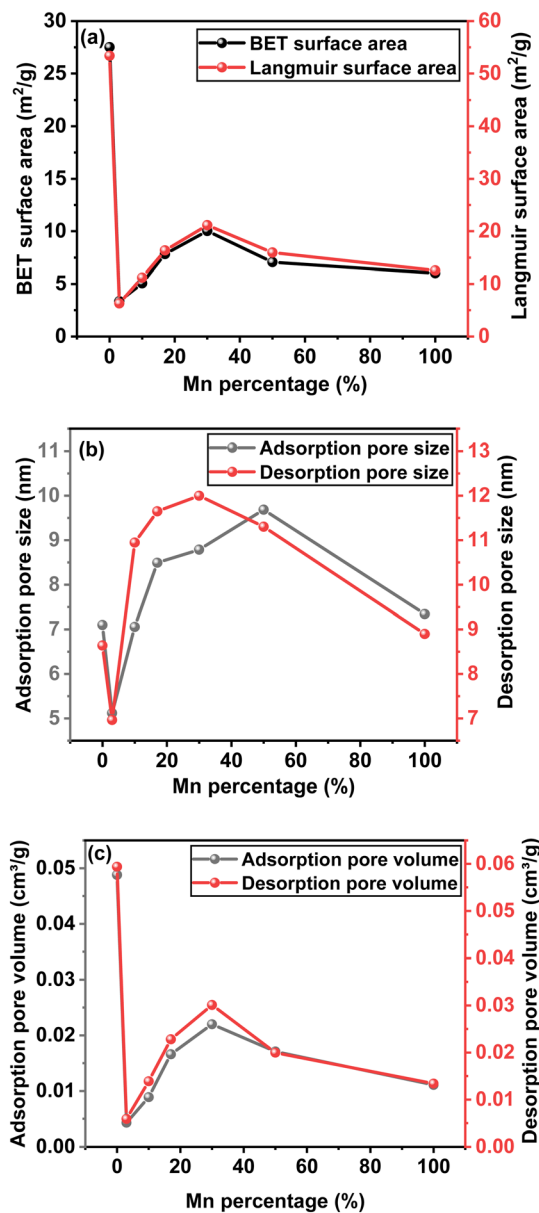 (a)
BET surface area
Langmuir surface area
BET surface area (m²/g)
30
25
20
15
10
5
0
Langmuir surface area (m²/g)
60
50
40
30
20
10
0
0 20 40 60 80 100
Mn percentage (%)
(b)
Adsorption pore size
Desorption pore size
Adsorption pore size (nm)
11
10
9
8
7
6
5
Desorption pore size (nm)
13
12
11
10
9
8
7
0 20 40 60 80 100
Mn percentage (%)
(c)
Adsorption pore volume
Desorption pore volume
Adsorption pore volume (cm³/g)
0.05
0.04
0.03
0.02
0.01
0.00
Desorption pore volume (cm³/g)
0.06
0.05
0.04
0.03
0.02
0.01
0.00
0 20 40 60 80 100
Mn percentage (%)